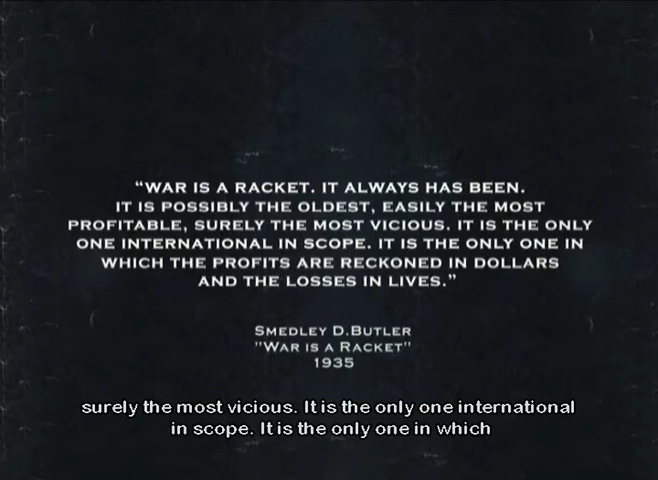 “WAR IS A RACKET. IT ALWAYS HAS BEEN.
IT IS POSSIBLY THE OLDEST, EASILY THE MOST
PROFITABLE, SURELY THE MOST VICIOUS. IT IS THE ONLY
ONE INTERNATIONAL IN SCOPE. IT IS THE ONLY ONE IN
WHICH THE PROFITS ARE RECKONED IN DOLLARS
AND THE LOSSES IN LIVES.”
SMEDLEY D.BUTLER
"WAR IS A RACKET"
1935
surely the most vicious. It is the only one international
in scope. It is the only one in which